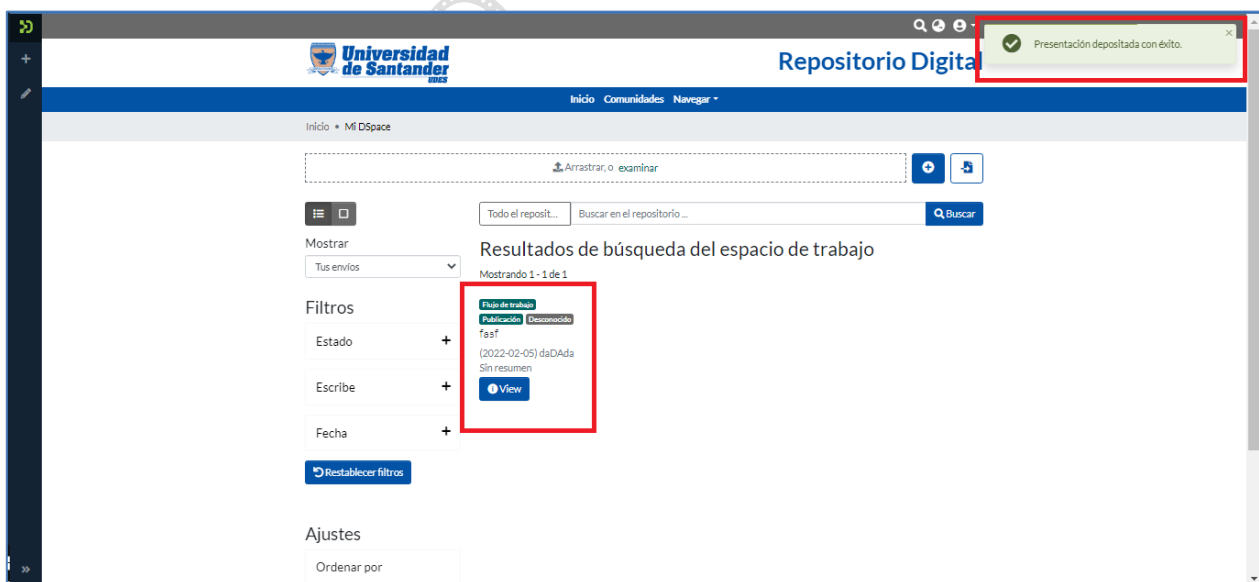 Universidad
de Santander
UDES
Repositorio Digital
Presentación depositada con éxito.
×
Inicio Comunidades Navegar
Inicio • Mi DSpace
Arrastrar, o examinar
Todo el reposit...
Buscar en el repositorio ...
Buscar
Mostrar
Tus envíos
Filtros
Estado +
Escribe +
Fecha +
Restablecer filtros
Ajustes
Ordenar por
Resultados de búsqueda del espacio de trabajo
Mostrando 1 - 1 de 1
Flujo de trabajo
Publicación Desconocido
fasf
(2022-02-05) daDAda
Sin resumen
View